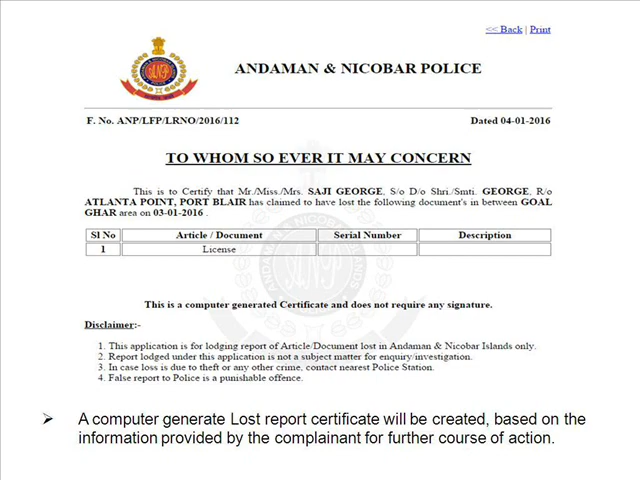 << Back | Print
ANDAMAN & NICOBAR POLICE
F. No. ANP/LFP/LRNO/2016/112 Dated 04-01-2016
TO WHOM SO EVER IT MAY CONCERN
This is to Certify that Mr./Miss./Mrs. SAJI GEORGE, S/o D/o Shri./Smti. GEORGE, R/o
ATLANTA POINT, PORT BLAIR has claimed to have lost the following document's in between GOAL
GHAR area on 03-01-2016 .
Sl No Article / Document Serial Number Description
1 License
This is a computer generated Certificate and does not require any signature.
Disclaimer:-
1. This application is for lodging report of Article/Document lost in Andaman & Nicobar Islands only.
2. Report lodged under this application is not a subject matter for enquiry/investigation.
3. In case loss is due to theft or any other crime, contact nearest Police Station.
4. False report to Police is a punishable offence.
A computer generate Lost report certificate will be created, based on the
information provided by the complainant for further course of action.